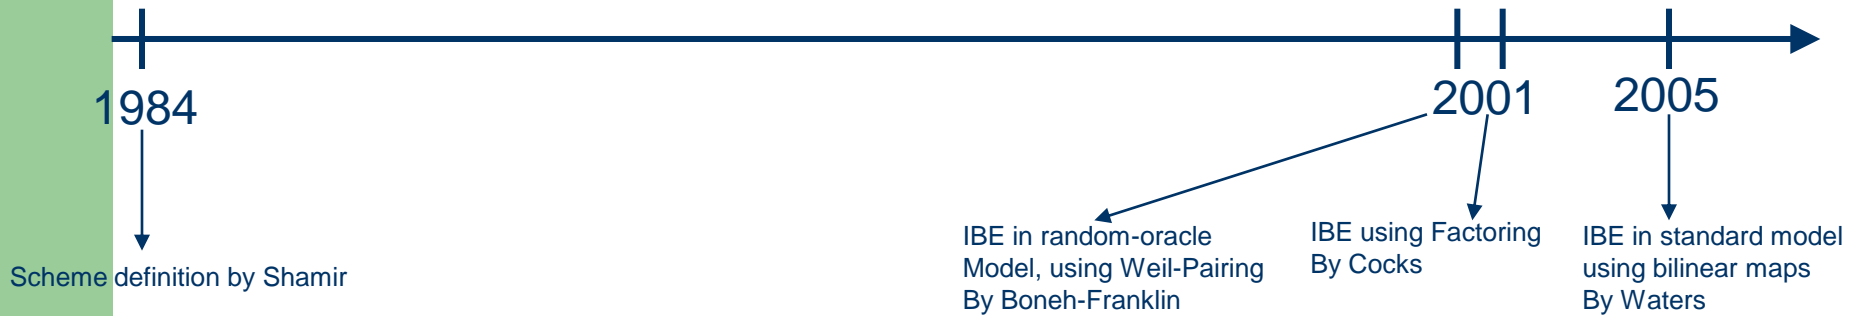 1984
2001
2005
Scheme definition by Shamir
IBE in random-oracle
Model, using Weil-Pairing
By Boneh-Franklin
IBE using Factoring
By Cocks
IBE in standard model
using bilinear maps
By Waters